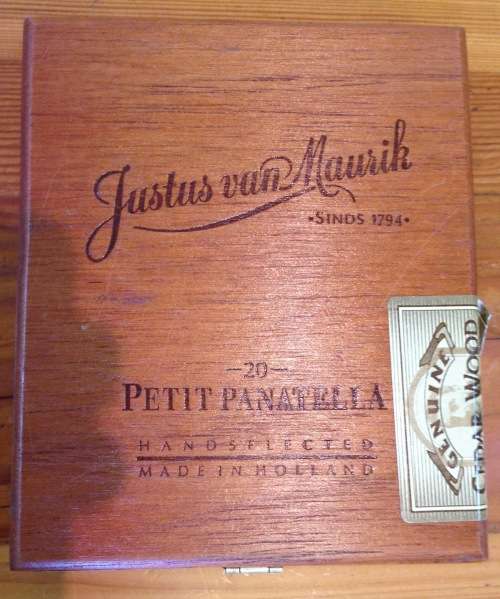 Justus van Maurik
•SINDS 1794•
—20—
PETIT PANATELLA
HANDSELECTED
MADE IN HOLLAND
GENUINE
CEDAR WOOD